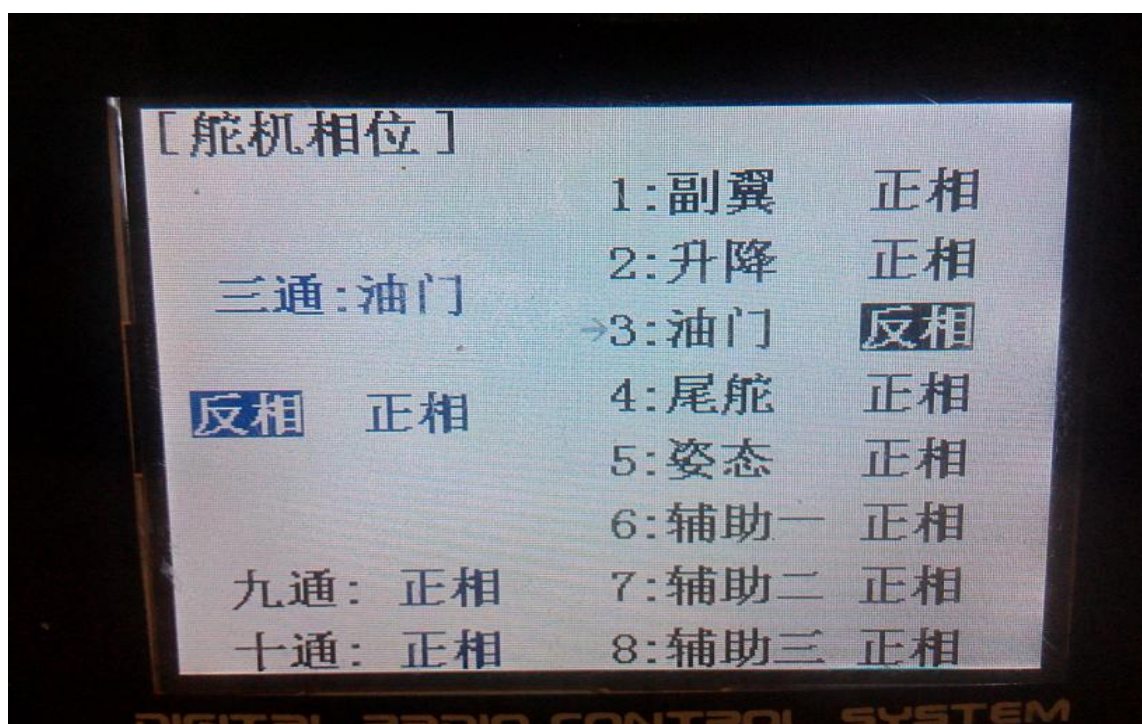 [舵机相位]
三通:油门
反相 正相
九通: 正相
十通: 正相
1:副翼 正相
2:升降 正相
→3:油门 反相
4:尾舵 正相
5:姿态 正相
6:辅助一 正相
7:辅助二 正相
8:辅助三 正相
DIGITAL RADIO CONTROL SYSTEM